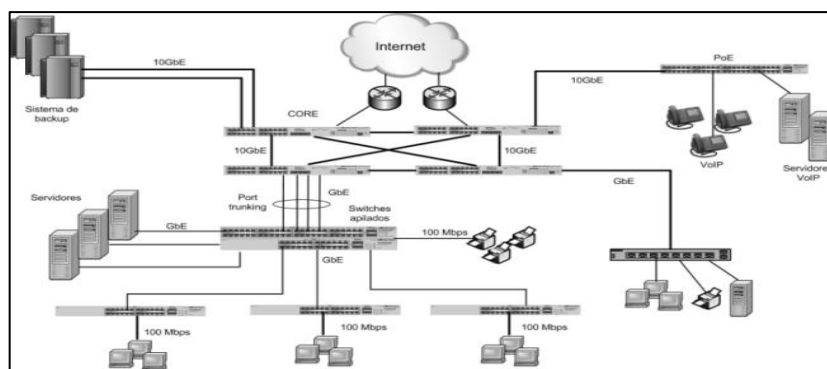 Internet
10GbE
Sistema de
backup
CORE
PoE
10GbE
VoIP
Servidores
VoIP
10GbE
10GbE
GbE
Port
trunking
GbE
Switches
apilados
Servidores
GbE
100 Mbps
GbE
100 Mbps
100 Mbps
100 Mbps